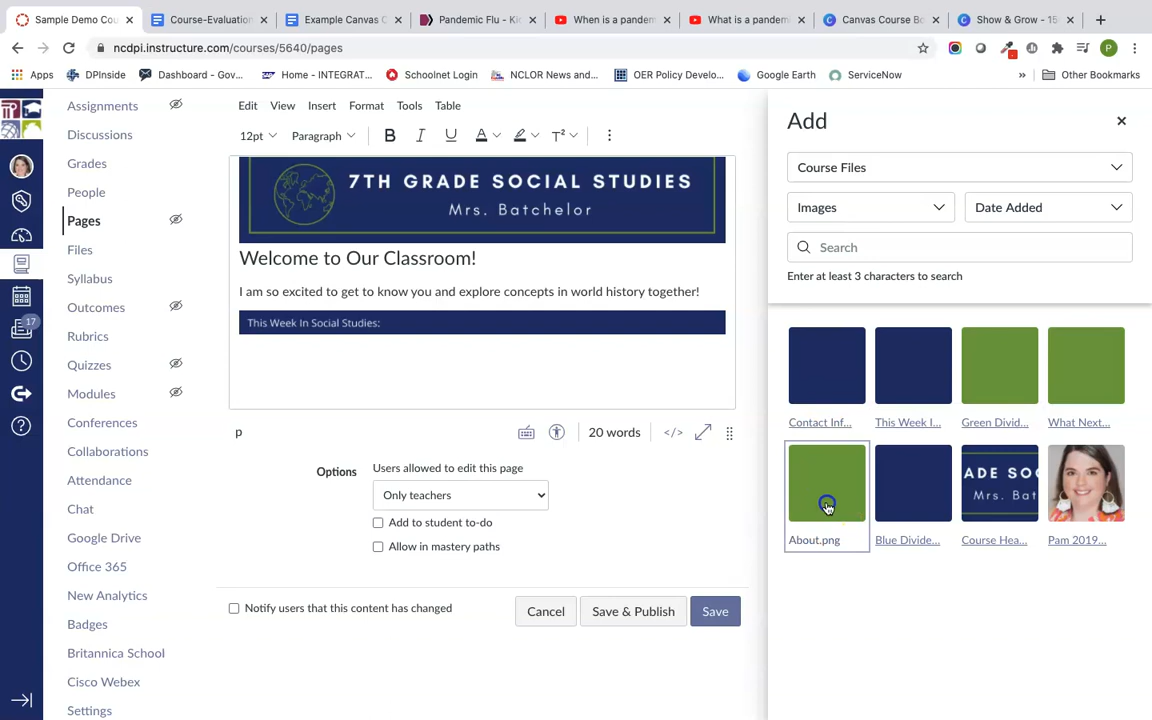 Sample Demo Cou
Course-Evaluation
Example Canvas C
Pandemic Flu - Kid
When is a pandem
What is a pandem
Canvas Course Ba
Show & Grow - 15
ncdpi.instructure.com/courses/5640/pages
P
Apps
DPInside
Dashboard - Gov...
Home - INTEGRAT...
Schoolnet Login
NCLOR News and...
OER Policy Develo...
Google Earth
ServiceNow
»
Other Bookmarks
17
Assignments
Discussions
Grades
People
Pages
Files
Syllabus
Outcomes
Rubrics
Quizzes
Modules
Conferences
Collaborations
Attendance
Chat
Google Drive
Office 365
New Analytics
Badges
Britannica School
Cisco Webex
Settings
Edit View Insert Format Tools Table
12pt Paragraph B I U A T²
7TH GRADE SOCIAL STUDIES
Mrs. Batchelor
Welcome to Our Classroom!
I am so excited to get to know you and explore concepts in world history together!
This Week In Social Studies:
p
20 words </>
Options
Users allowed to edit this page
Only teachers
Add to student to-do
Allow in mastery paths
Notify users that this content has changed
Cancel
Save & Publish
Save
Add
Course Files
Images
Date Added
Search
Enter at least 3 characters to search
Contact Inf...
This Week I...
Green Divid...
What Next...
ADE SO
Mrs. Bat
About.png
Blue Divide...
Course Hea...
Pam 2019...